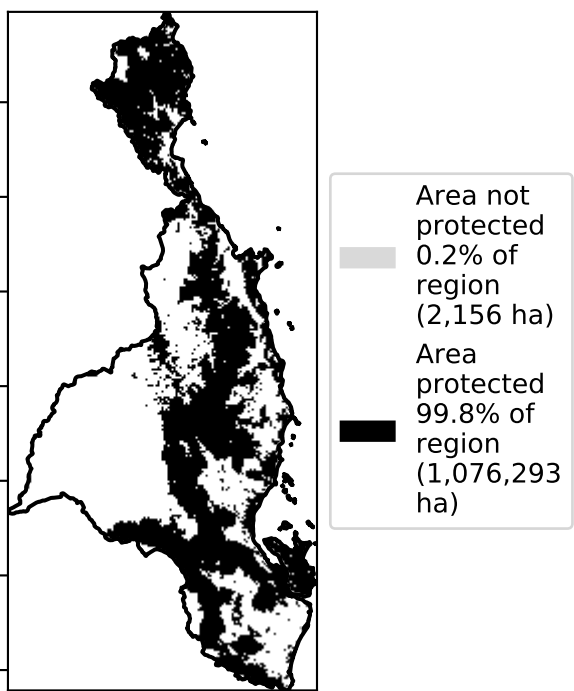 Area not
protected
0.2% of
region
(2,156 ha)
Area
protected
99.8% of
region
(1,076,293
ha)